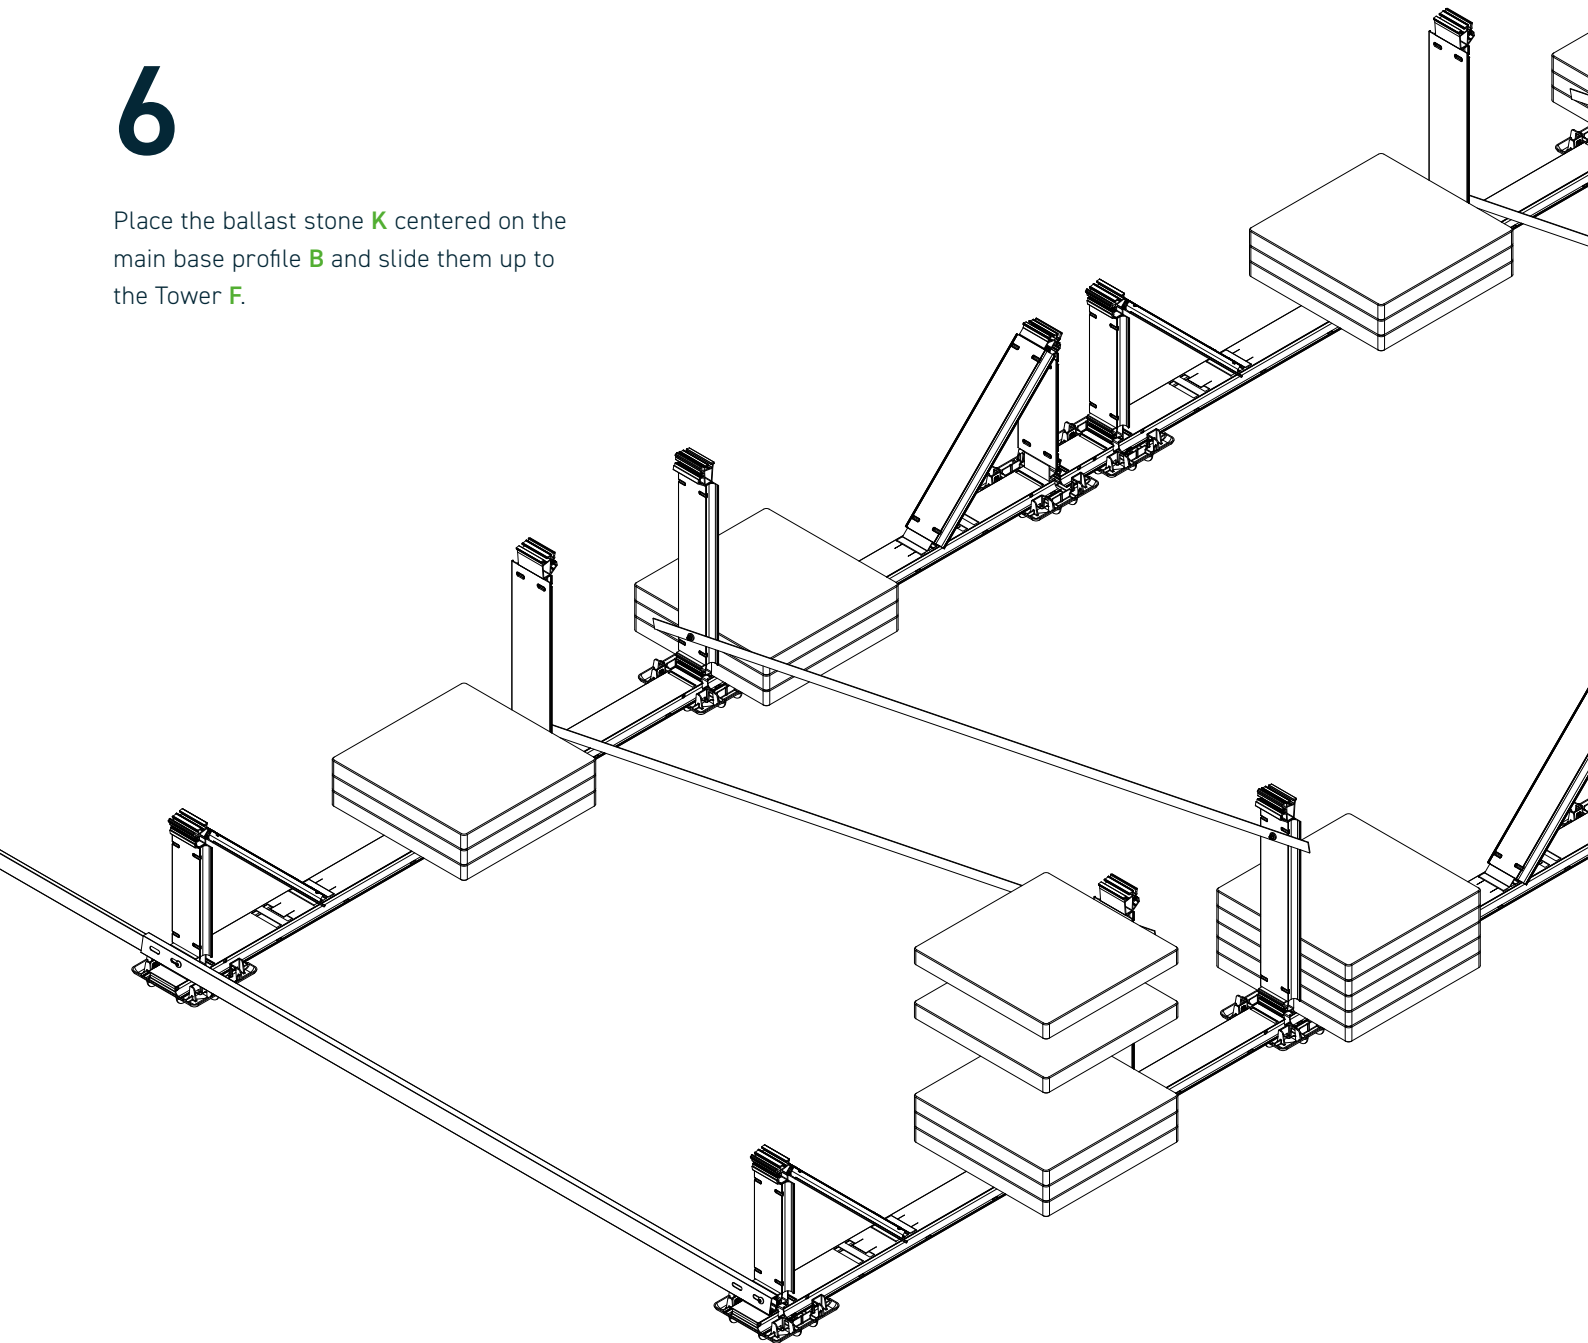 6
Place the ballast stone K centered on the
main base profile B and slide them up to
the Tower F.